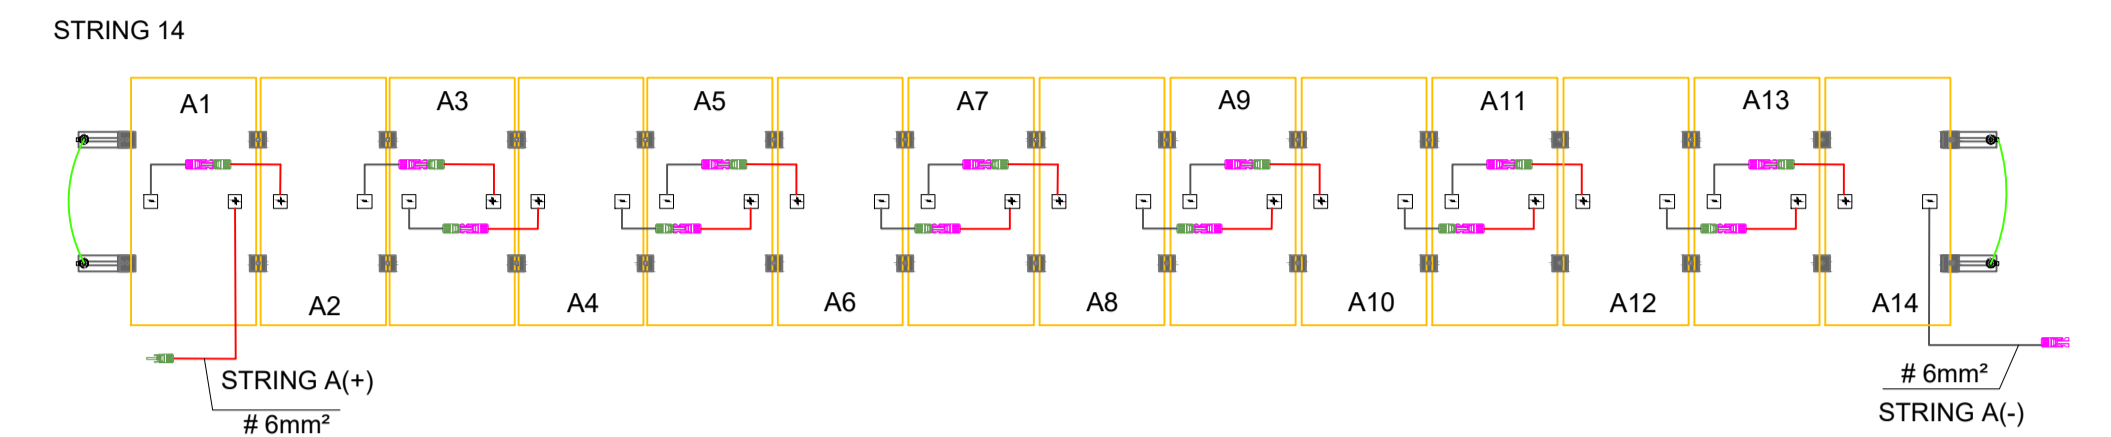 STRING 14
A1
A3
A5
A7
A9
A11
A13
- + + - - + + - - + + - - + + - - + + - - + + - - + + -
A2
A4
A6
A8
A10
A12
A14
STRING A(+)
# 6mm²
# 6mm²
STRING A(-)